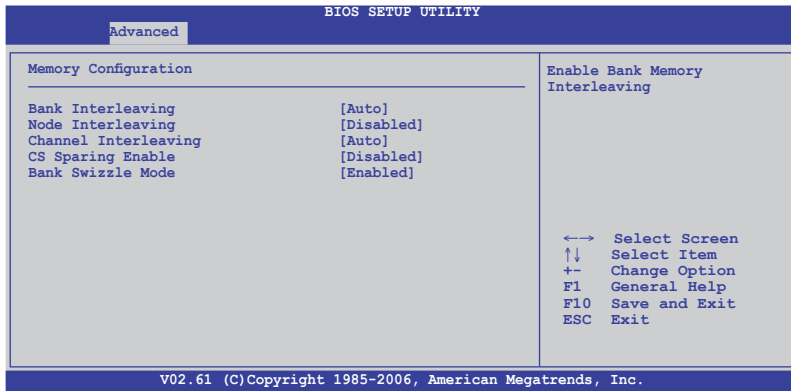 BIOS SETUP UTILITY
Advanced
Memory Configuration
Bank Interleaving [Auto]
Node Interleaving [Disabled]
Channel Interleaving [Auto]
CS Sparing Enable [Disabled]
Bank Swizzle Mode [Enabled]
Enable Bank Memory
Interleaving
←→ Select Screen
↑↓ Select Item
+- Change Option
F1 General Help
F10 Save and Exit
ESC Exit
V02.61 (C)Copyright 1985-2006, American Megatrends, Inc.